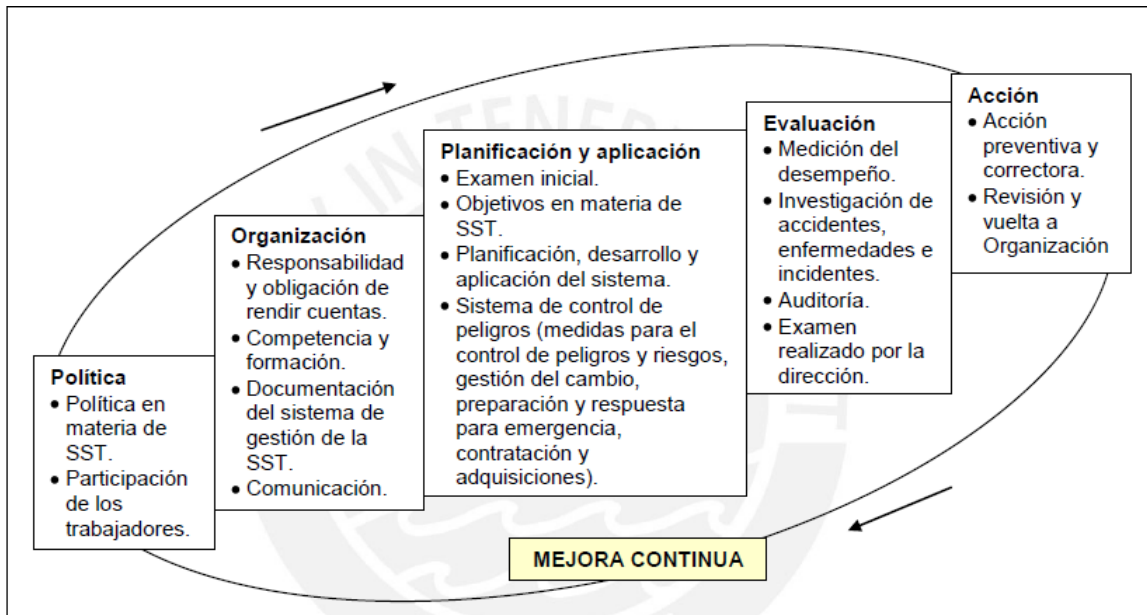 Política
• Política en
materia de
SST.
• Participación
de los
trabajadores.
Organización
• Responsabilidad
y obligación de
rendir cuentas.
• Competencia y
formación.
• Documentación
del sistema de
gestión de la
SST.
• Comunicación.
Planificación y aplicación
• Examen inicial.
• Objetivos en materia de
SST.
• Planificación, desarrollo y
aplicación del sistema.
• Sistema de control de
peligros (medidas para el
control de peligros y riesgos,
gestión del cambio,
preparación y respuesta
para emergencia,
contratación y
adquisiciones).
Evaluación
• Medición del
desempeño.
• Investigación de
accidentes,
enfermedades e
incidentes.
• Auditoría.
• Examen
realizado por la
dirección.
Acción
• Acción
preventiva y
correctora.
• Revisión y
vuelta a
Organización
MEJORA CONTINUA